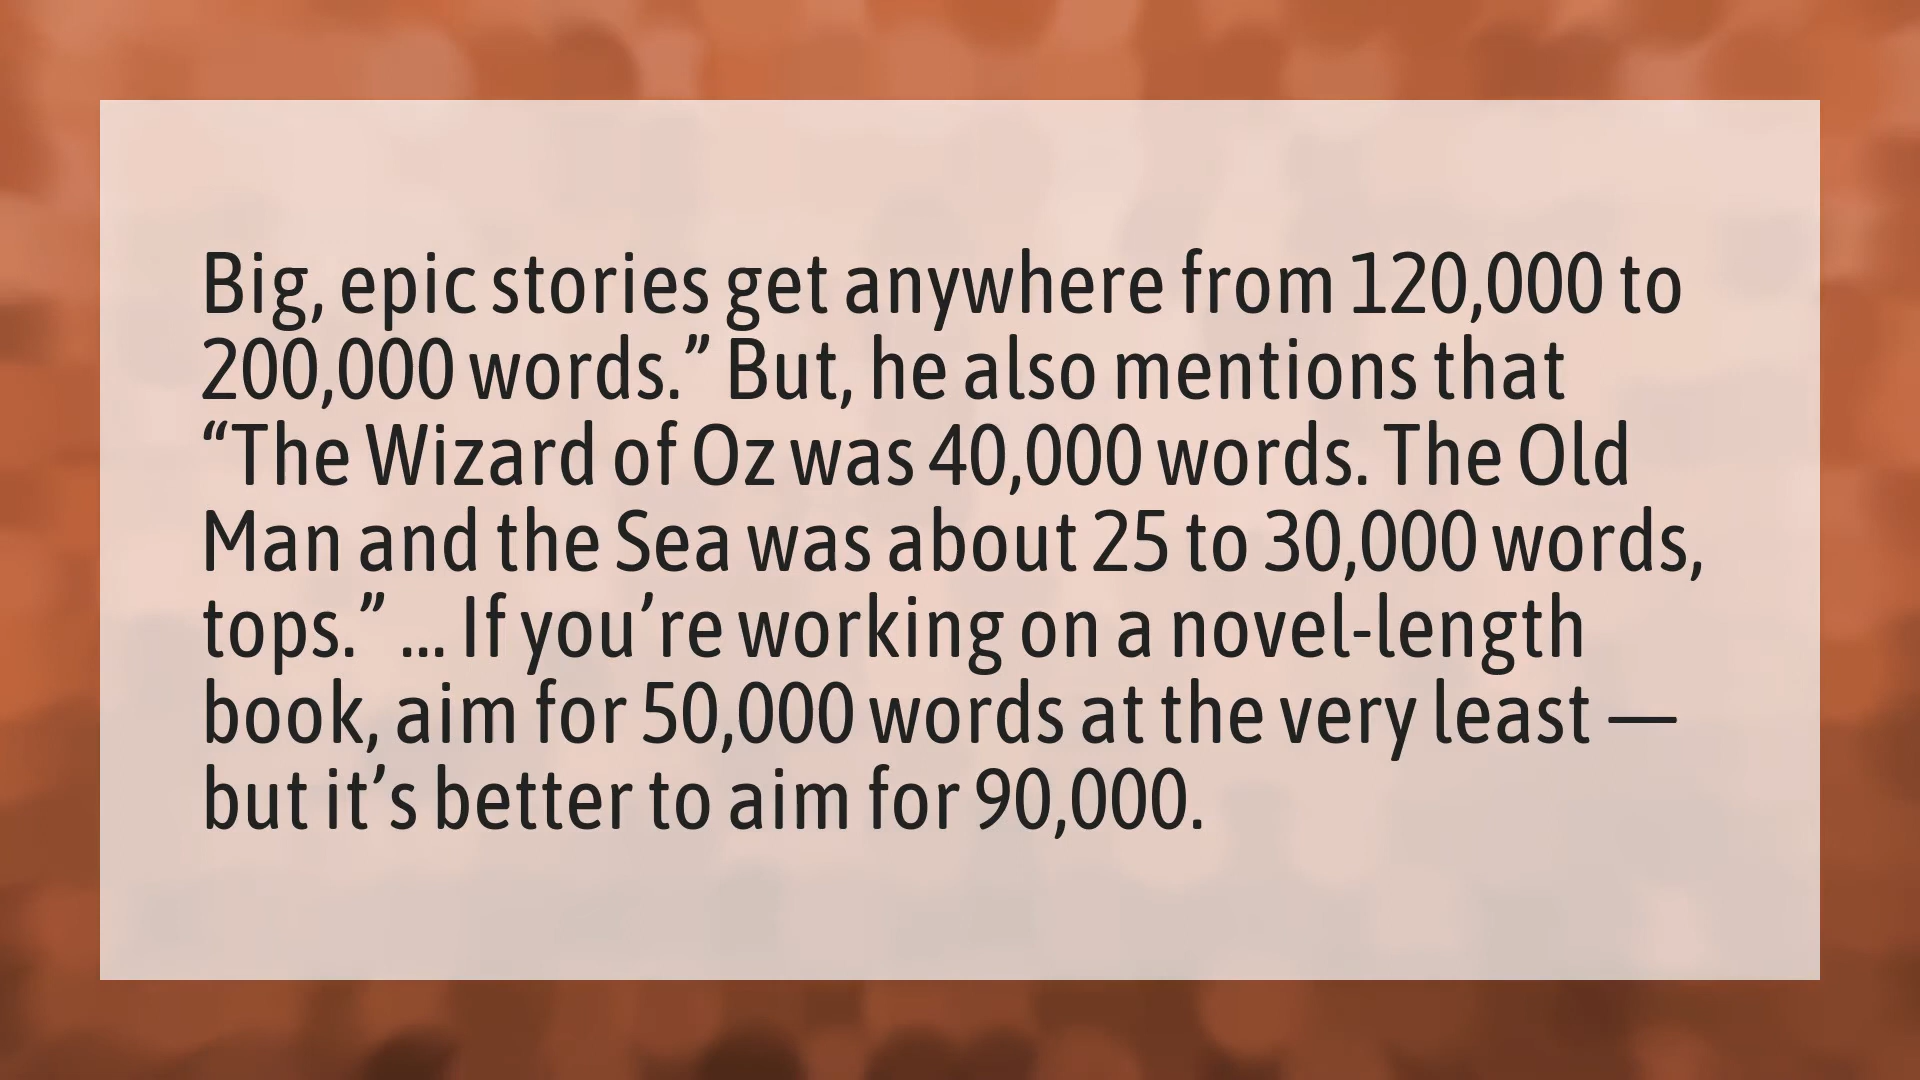 Big, epic stories get anywhere from 120,000 to
200,000 words.” But, he also mentions that
“The Wizard of Oz was 40,000 words. The Old
Man and the Sea was about 25 to 30,000 words,
tops.” ... If you’re working on a novel-length
book, aim for 50,000 words at the very least —
but it’s better to aim for 90,000.